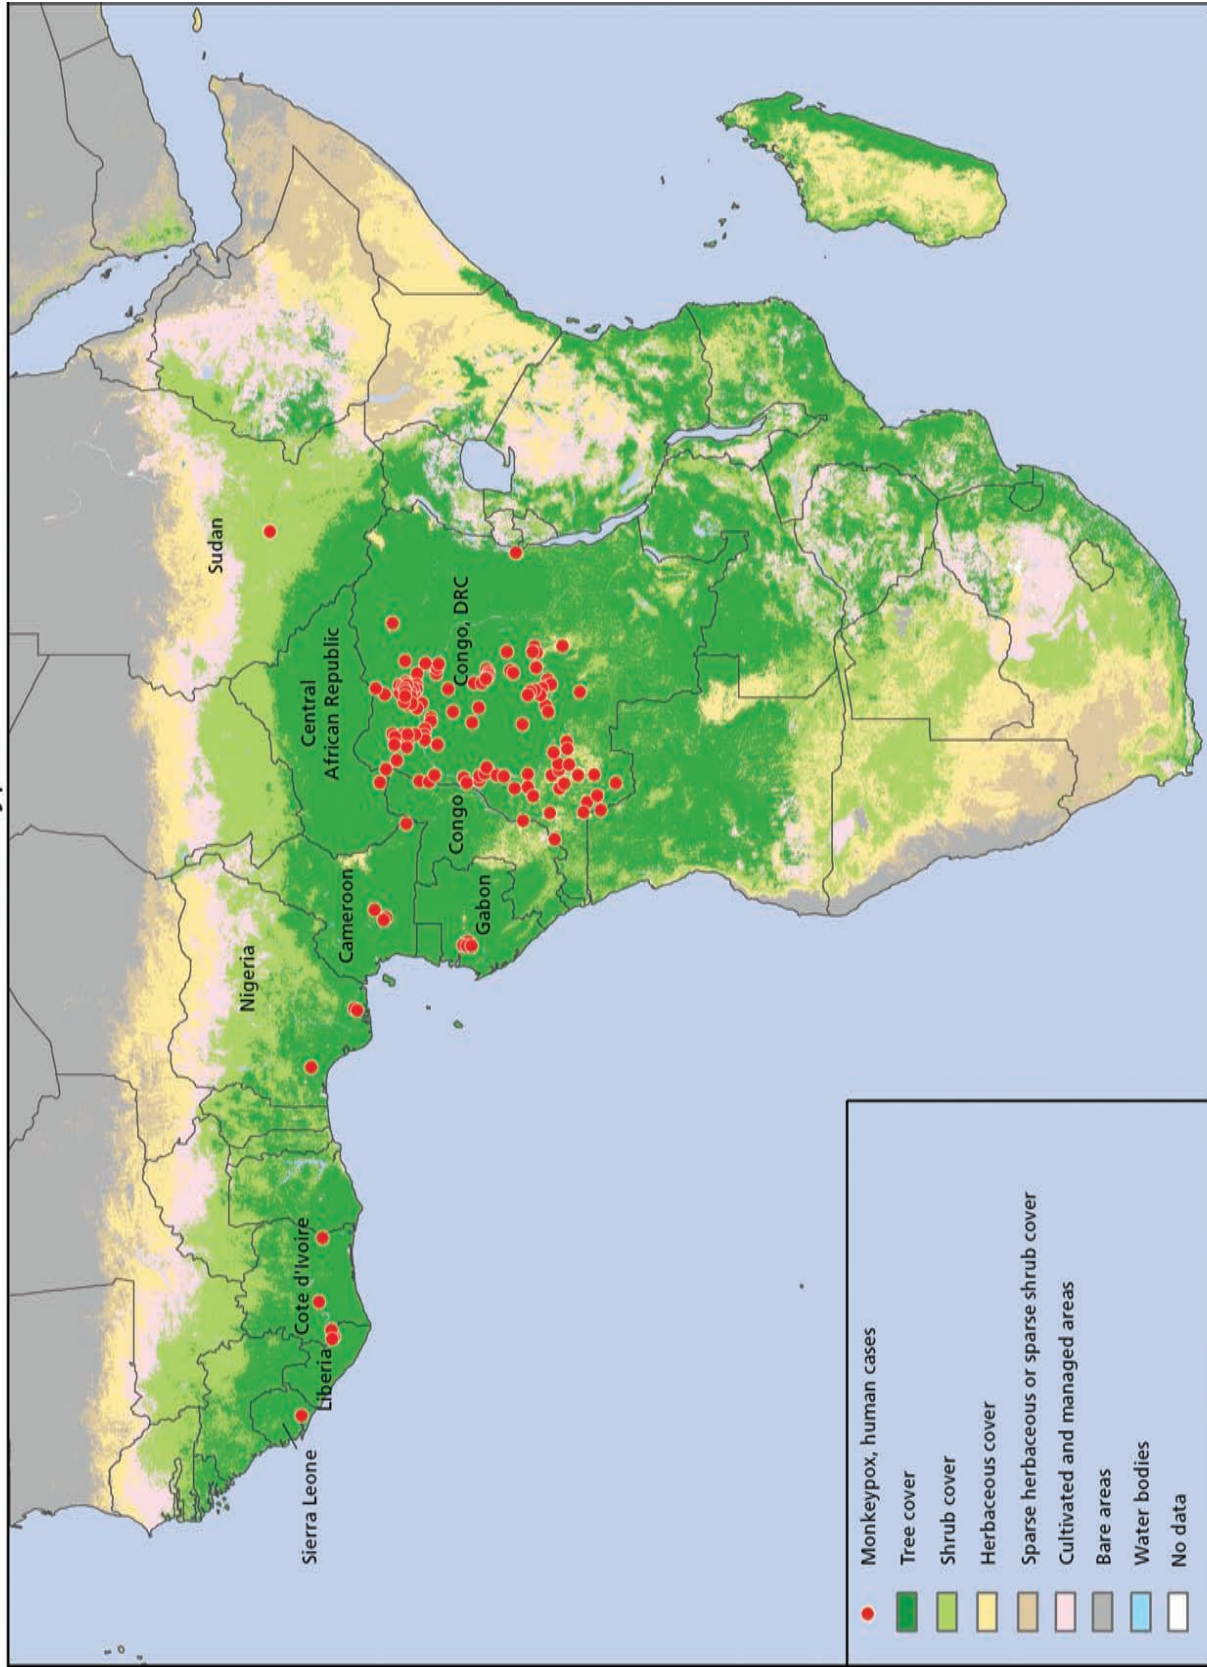 Sudan
Nigeria
Central
African Republic
Cameroon
Cote d'Ivoire
Liberia
Sierra Leone
Congo, DRC
Congo
Gabon
Monkeypox, human cases
Tree cover
Shrub cover
Herbaceous cover
Sparse herbaceous or sparse shrub cover
Cultivated and managed areas
Bare areas
Water bodies
No data